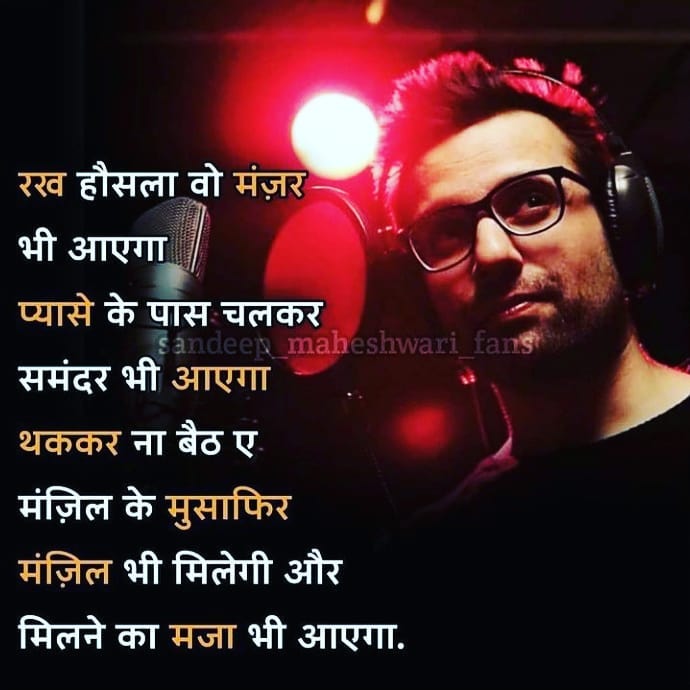 रख हौसला वो मंज़र
भी आएगा
प्यासे के पास चलकर
sandeep_maheshwari_fans
समंदर भी आएगा
थककर ना बैठ ए
मंज़िल के मुसाफिर
मंज़िल भी मिलेगी और
मिलने का मजा भी आएगा.